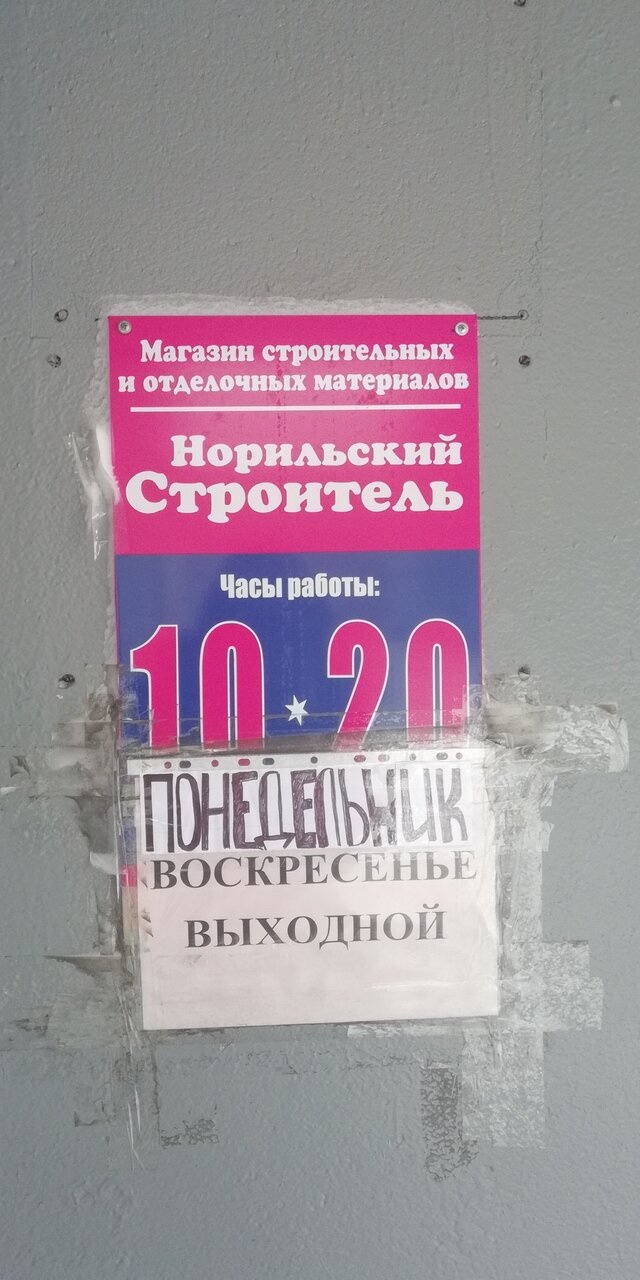 Магазин строительных
и отделочных материалов
Норильский
Строитель
Часы работы:
10 * 20
ПОНЕДЕЛЬНИК
ВОСКРЕСЕНЬЕ
ВЫХОДНОЙ